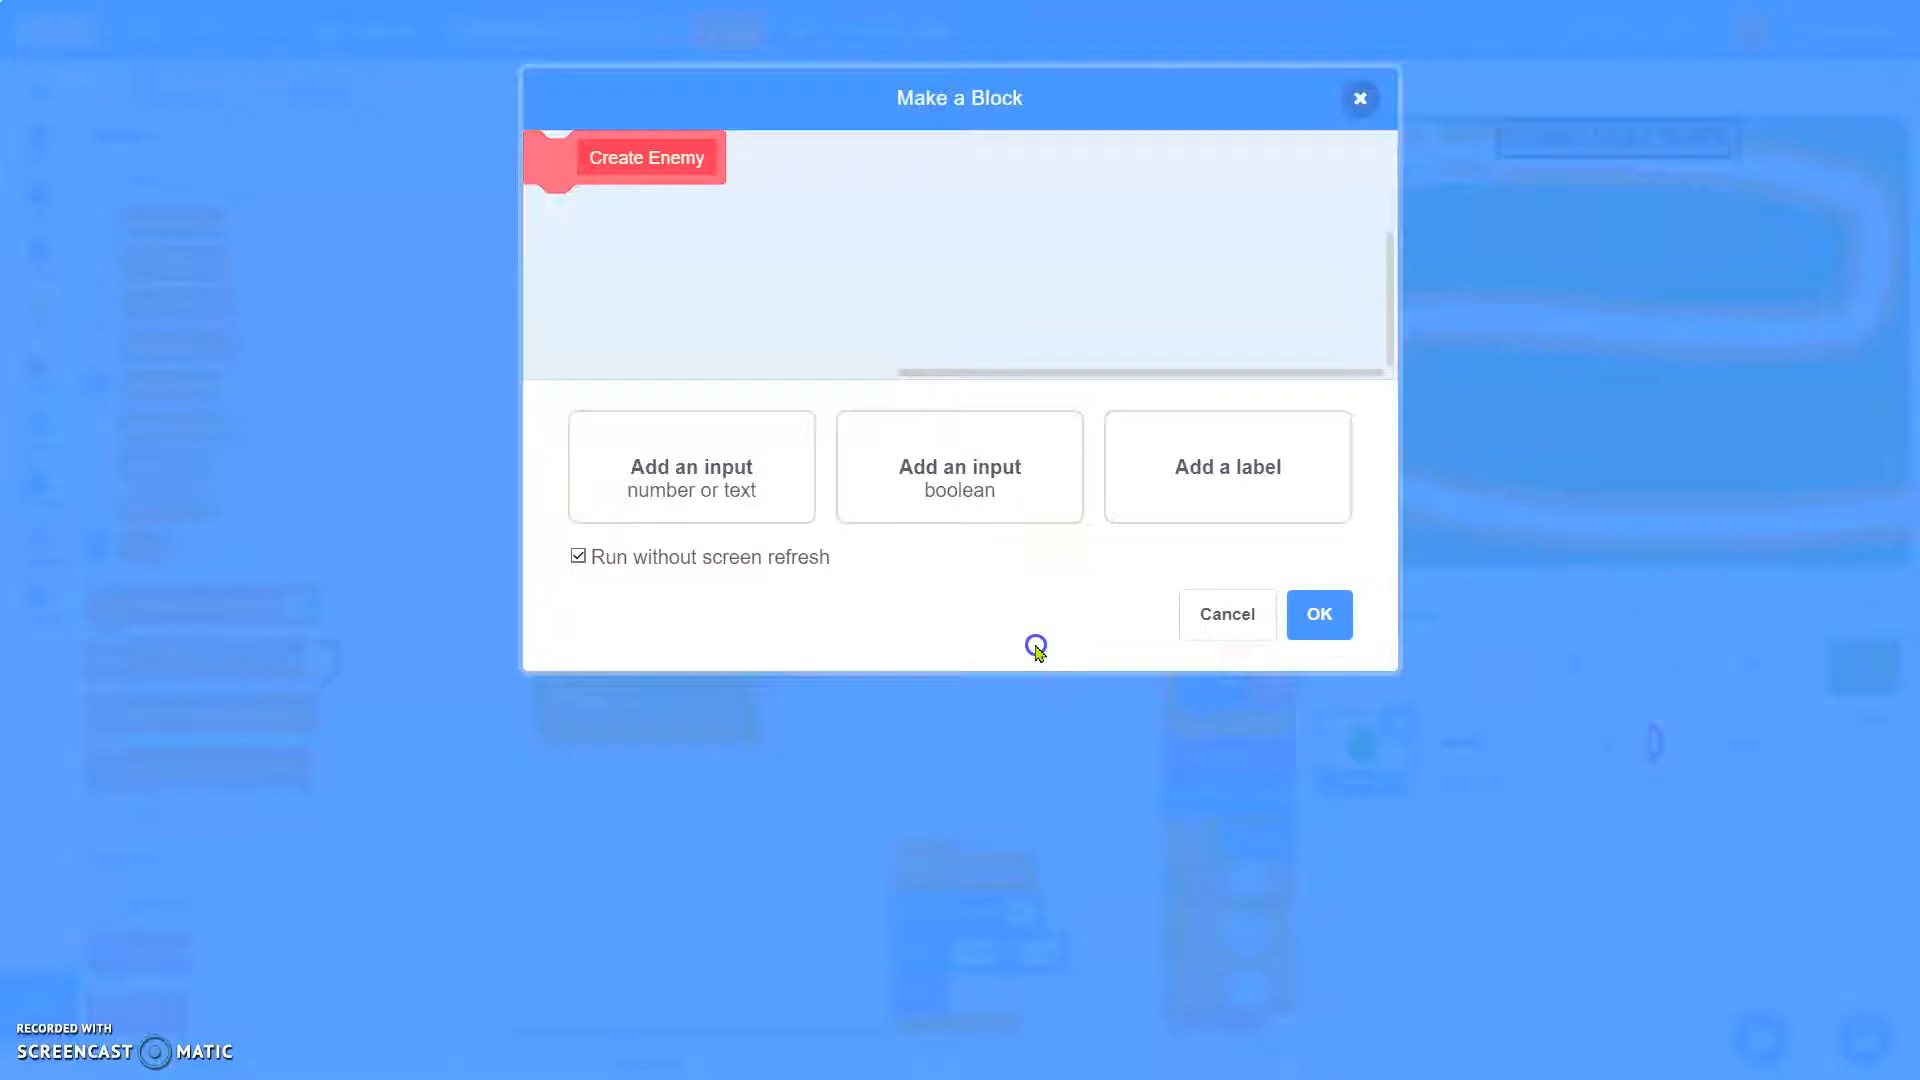 Make a Block
Create Enemy
Add an input
number or text
Add an input
boolean
Add a label
Run without screen refresh
Cancel
OK
RECORDED WITH
SCREENCAST MATIC